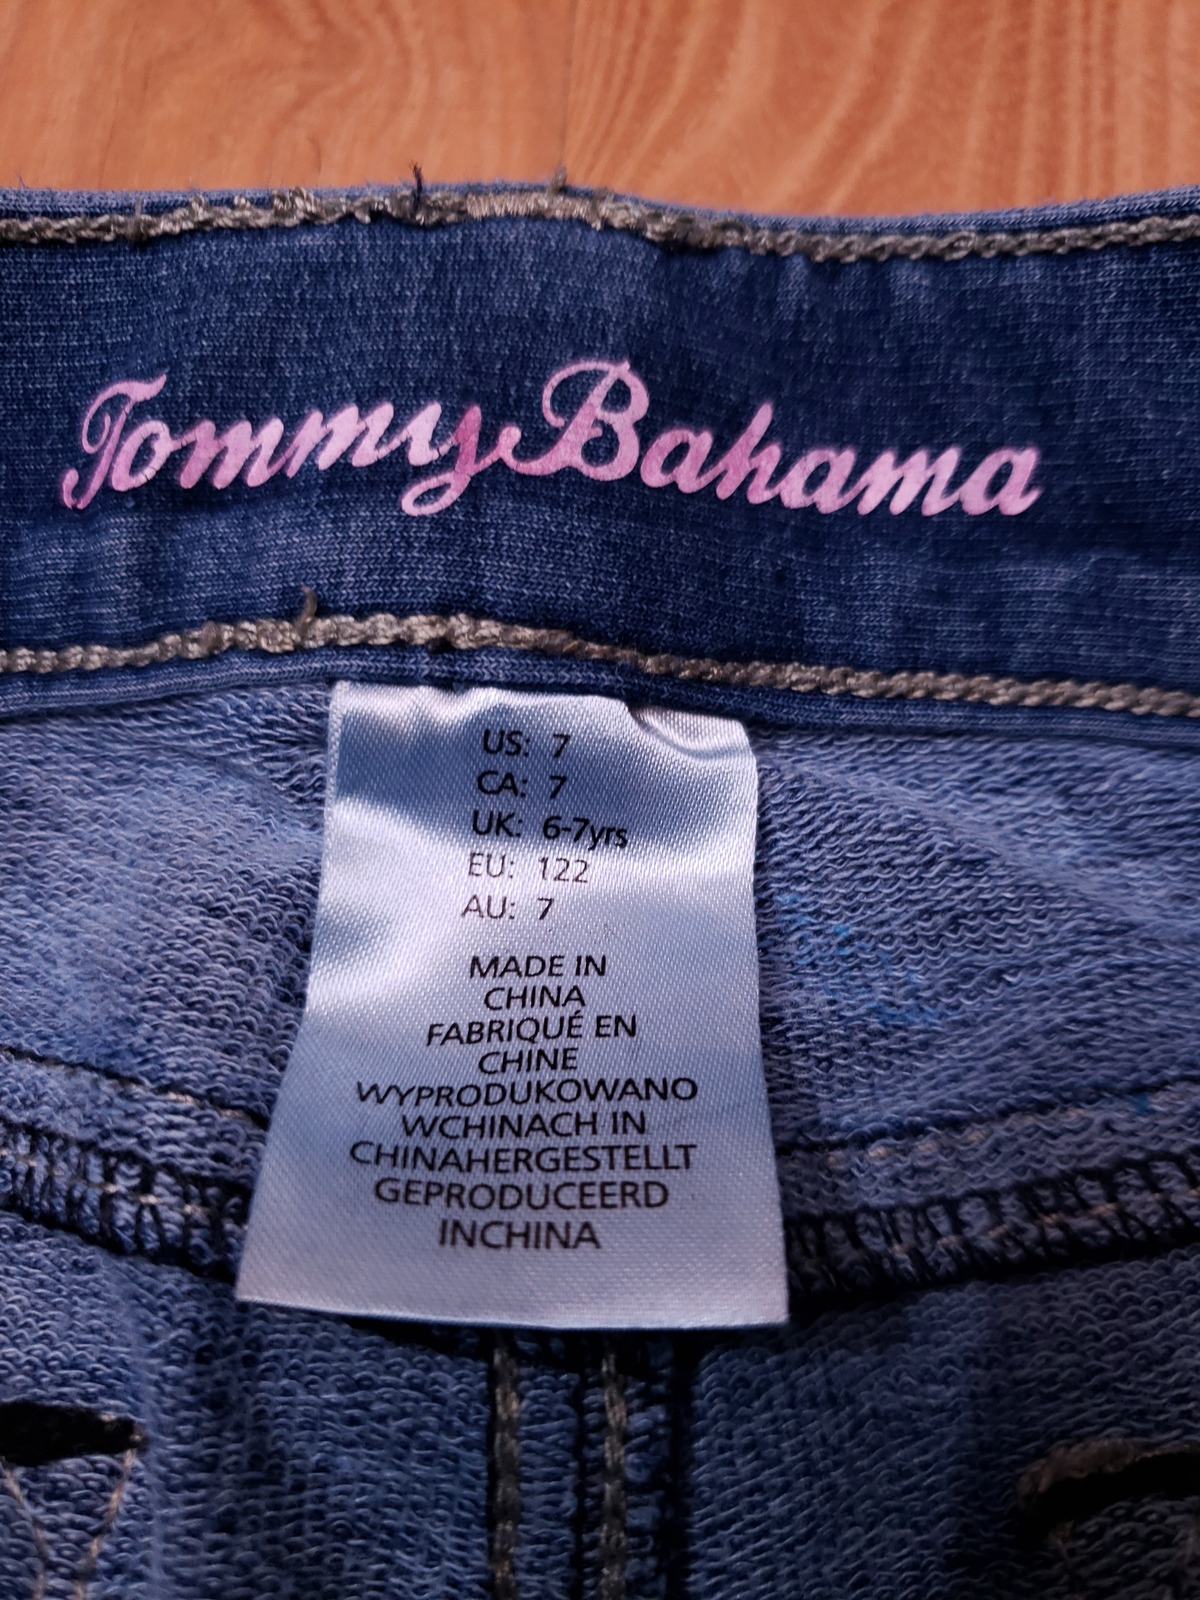 Tommy Bahama
US: 7
CA: 7
UK: 6-7yrs
EU: 122
AU: 7
MADE IN
CHINA
FABRIQUÉ EN
CHINE
WYPRODUKOWANO
WCHINACH IN
CHINAHERGESTELLT
GEPRODUCEERD
INCHINA